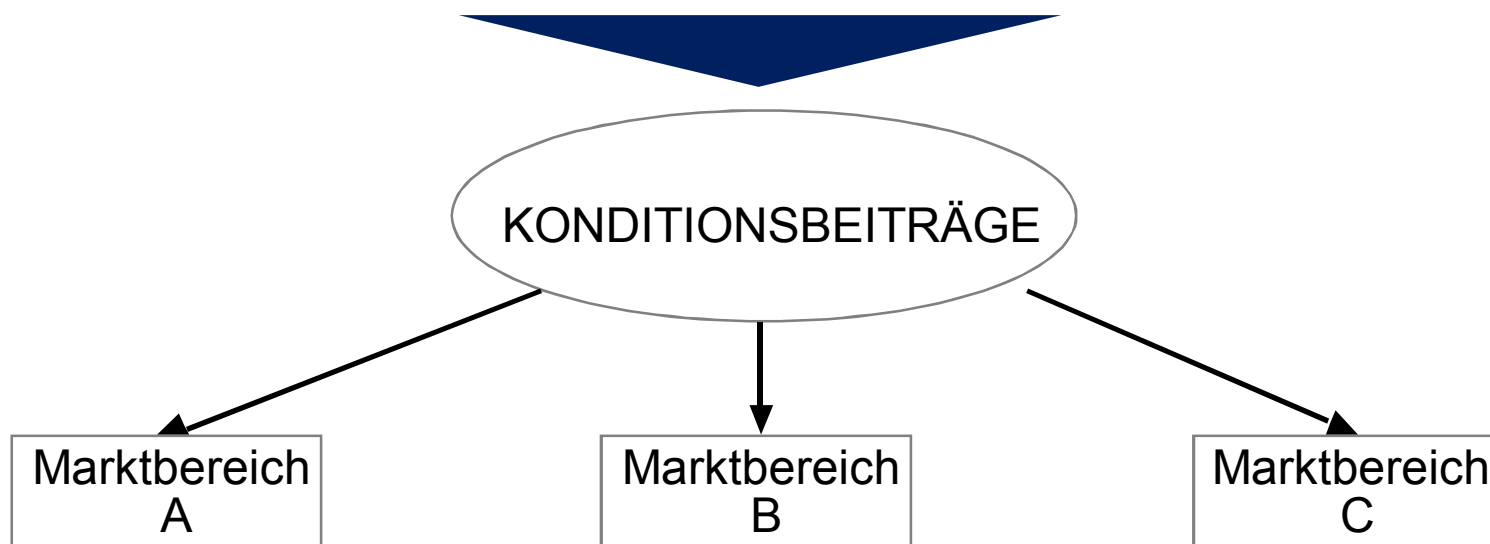 KONDITIONSBEITRÄGE
Marktbereich
A
Marktbereich
B
Marktbereich
C